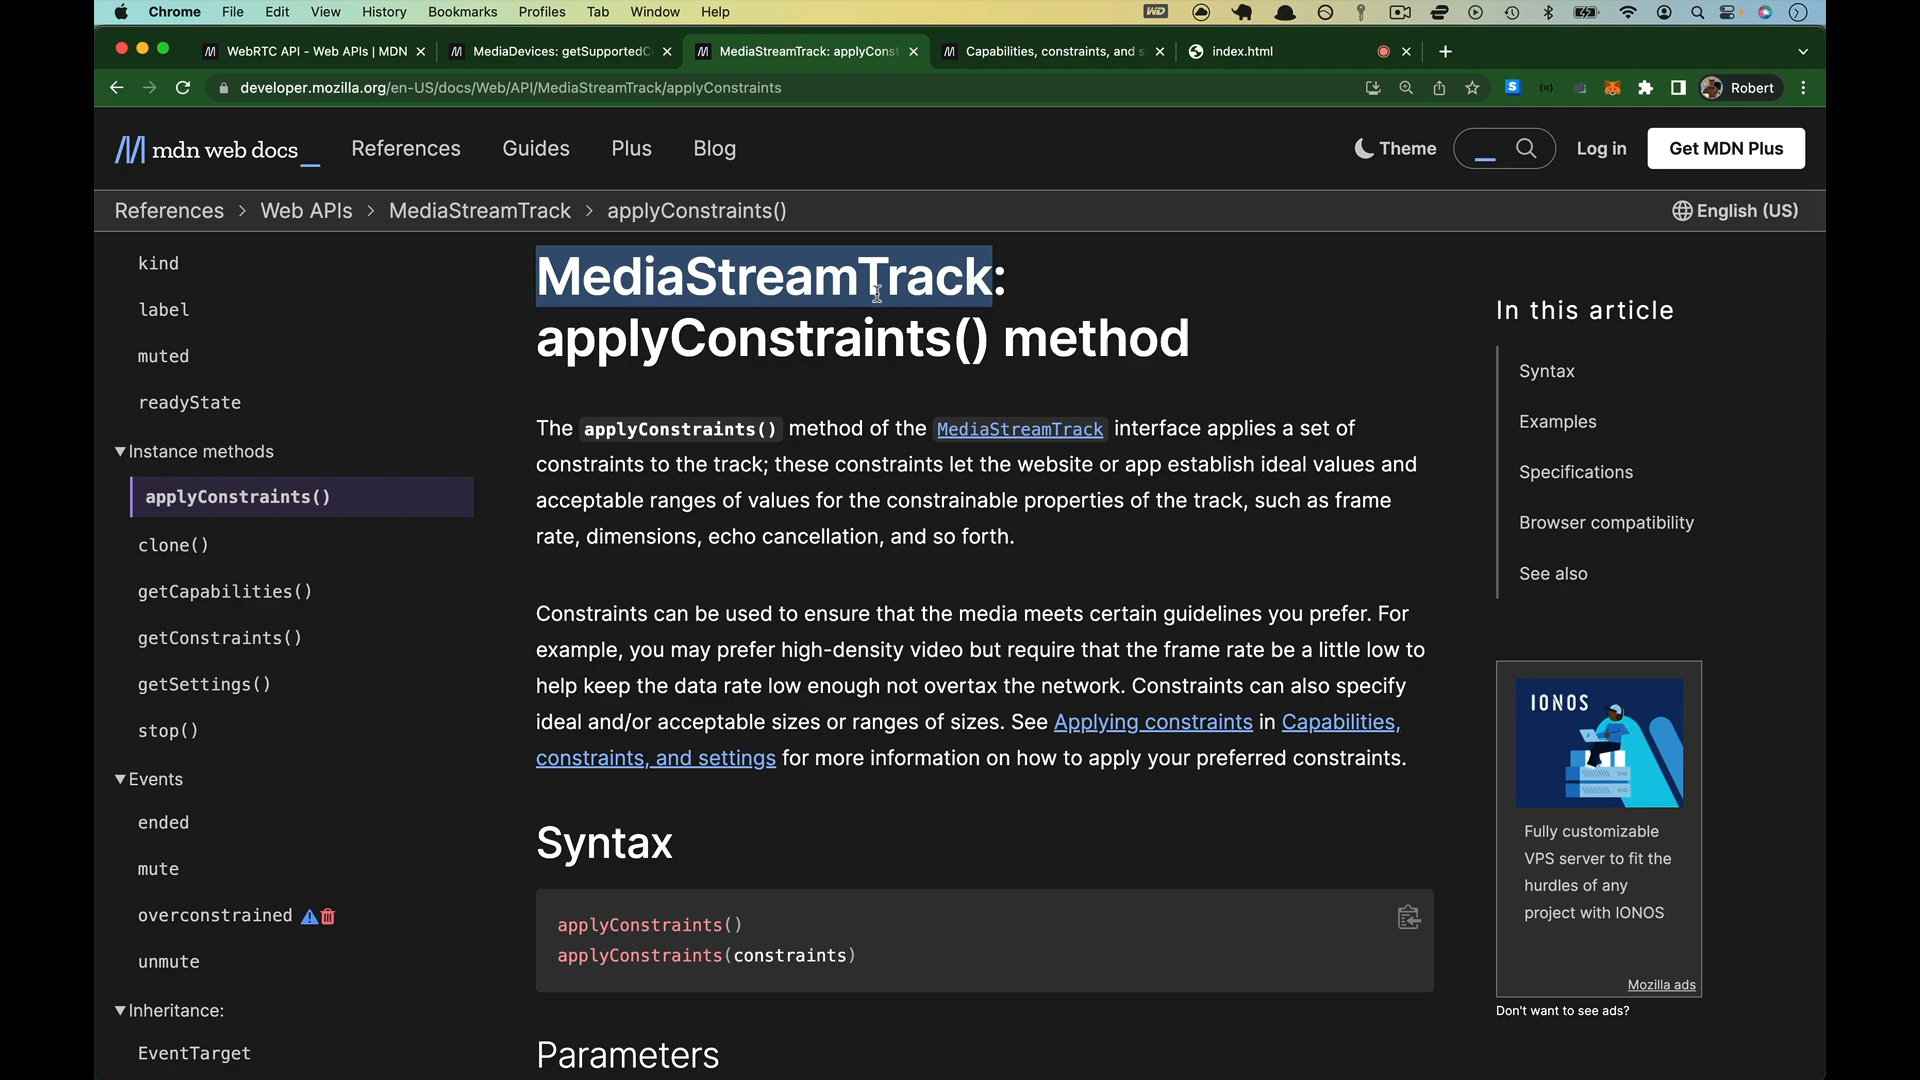 Chrome File Edit View History Bookmarks Profiles Tab Window Help
WebRTC API - Web APIs | MDN
MediaDevices: getSupportedC
MediaStreamTrack: applyConst
Capabilities, constraints, and s
index.html
developer.mozilla.org/en-US/docs/Web/API/MediaStreamTrack/applyConstraints
Robert
mdn web docs_
References
Guides
Plus
Blog
Theme
Log in
Get MDN Plus
References > Web APIs > MediaStreamTrack > applyConstraints()
English (US)
kind
label
muted
readyState
Instance methods
applyConstraints()
clone()
getCapabilities()
getConstraints()
getSettings()
stop()
Events
ended
mute
overconstrained
unmute
Inheritance:
EventTarget
MediaStreamTrack:
applyConstraints() method
The applyConstraints() method of the MediaStreamTrack interface applies a set of
constraints to the track; these constraints let the website or app establish ideal values and
acceptable ranges of values for the constrainable properties of the track, such as frame
rate, dimensions, echo cancellation, and so forth.
Constraints can be used to ensure that the media meets certain guidelines you prefer. For
example, you may prefer high-density video but require that the frame rate be a little low to
help keep the data rate low enough not overtax the network. Constraints can also specify
ideal and/or acceptable sizes or ranges of sizes. See Applying constraints in Capabilities,
constraints, and settings for more information on how to apply your preferred constraints.
Syntax
applyConstraints()
applyConstraints(constraints)
Parameters
In this article
Syntax
Examples
Specifications
Browser compatibility
See also
IONOS
Fully customizable
VPS server to fit the
hurdles of any
project with IONOS
Mozilla ads
Don't want to see ads?